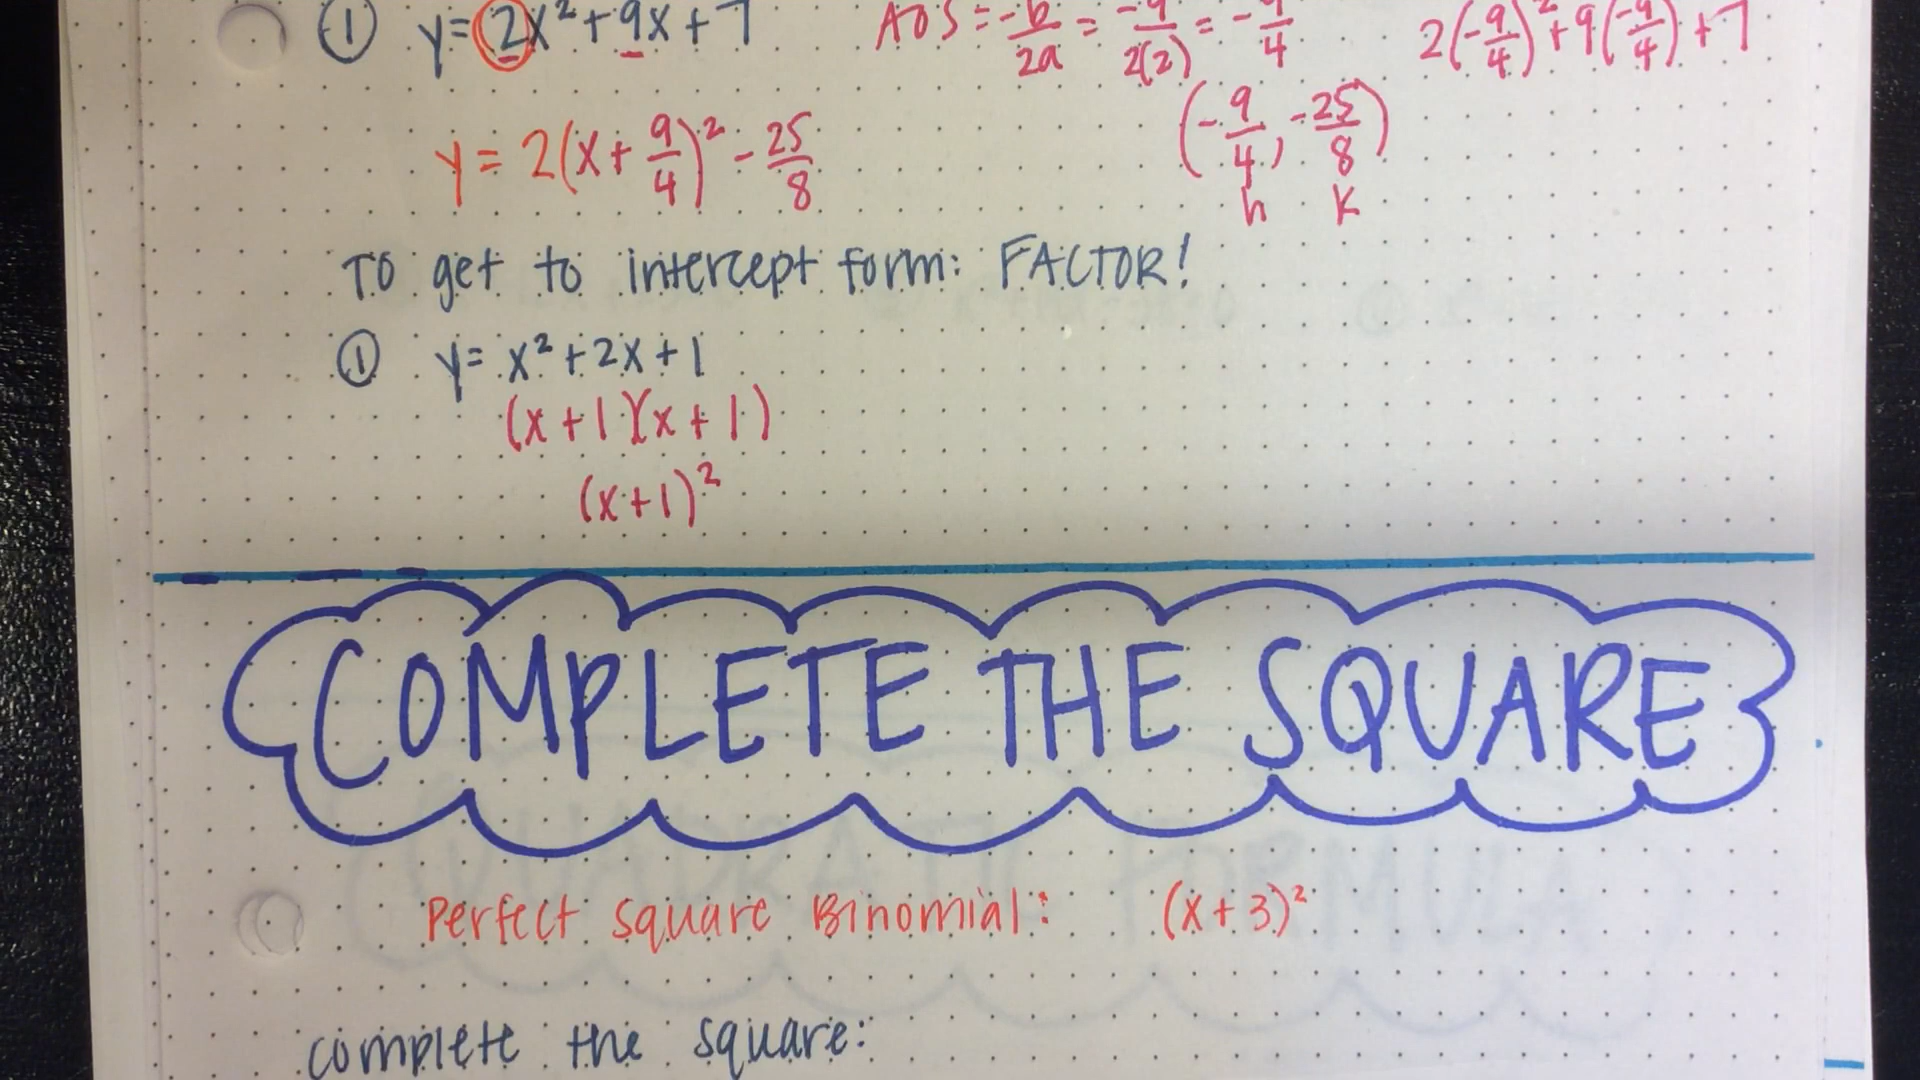 ① y = 2x² + 9x + 7 AOS = -b/2a = -9/2(2) = -9/4 2(-9/4)² + 9(-9/4) + 7
y = 2(x + 9/4)² - 25/8 (-9/4, -25/8)
h K
TO get to intercept form: FACTOR!
① y = x² + 2x + 1
(x + 1)(x + 1)
(x+1)²
COMPLETE THE SQUARE
Perfect square Binomial: (x + 3)²
complete the square: